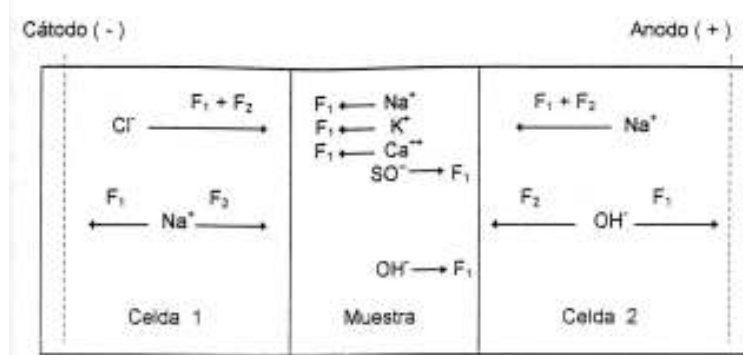 Cátodo ( - )
Anodo ( + )
F₁ + F₂
Cl⁻
F₁ Na⁺
F₁ K⁺
F₁ Ca⁺⁺
SO⁻ F₁
F₁ + F₂
Na⁺
F₁ F₂
Na⁺
F₂ F₁
OH⁻
OH⁻ F₁
Celda 1
Muestra
Celda 2